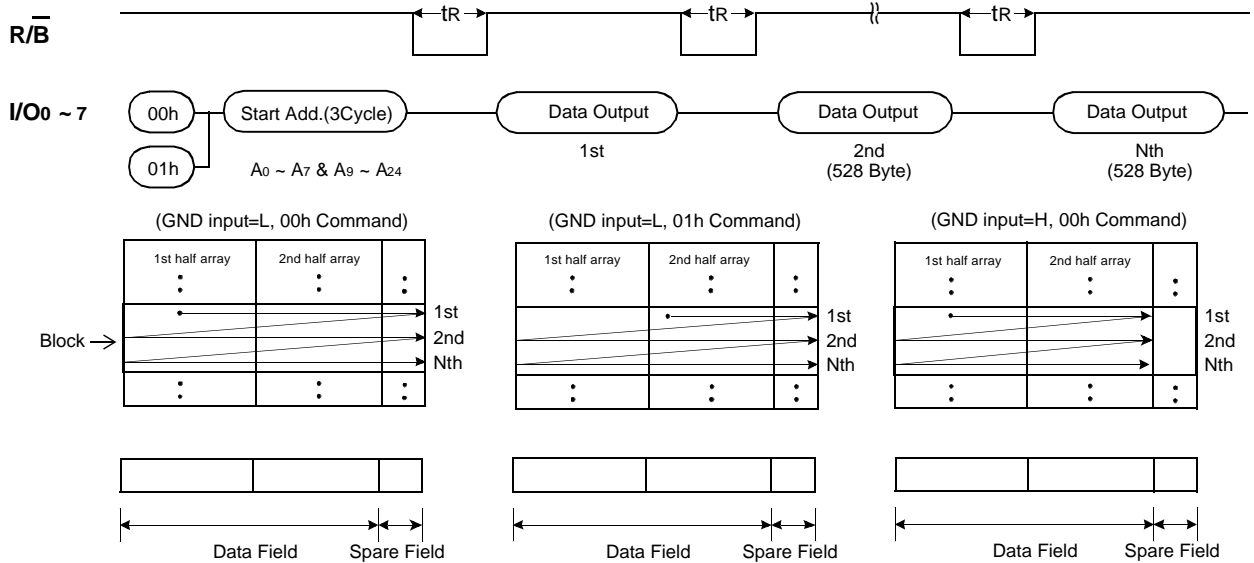 R/B
tR tR tR
I/O0 ~ 7
00h Start Add.(3Cycle) Data Output Data Output Data Output
01h A0 ~ A7 & A9 ~ A24 1st 2nd Nth
(528 Byte) (528 Byte)
(GND input=L, 00h Command) (GND input=L, 01h Command) (GND input=H, 00h Command)
1st half array 2nd half array 1st half array 2nd half array 1st half array 2nd half array
1st 1st 1st
Block 2nd 2nd 2nd
Nth Nth Nth
Data Field Spare Field Data Field Spare Field Data Field Spare Field